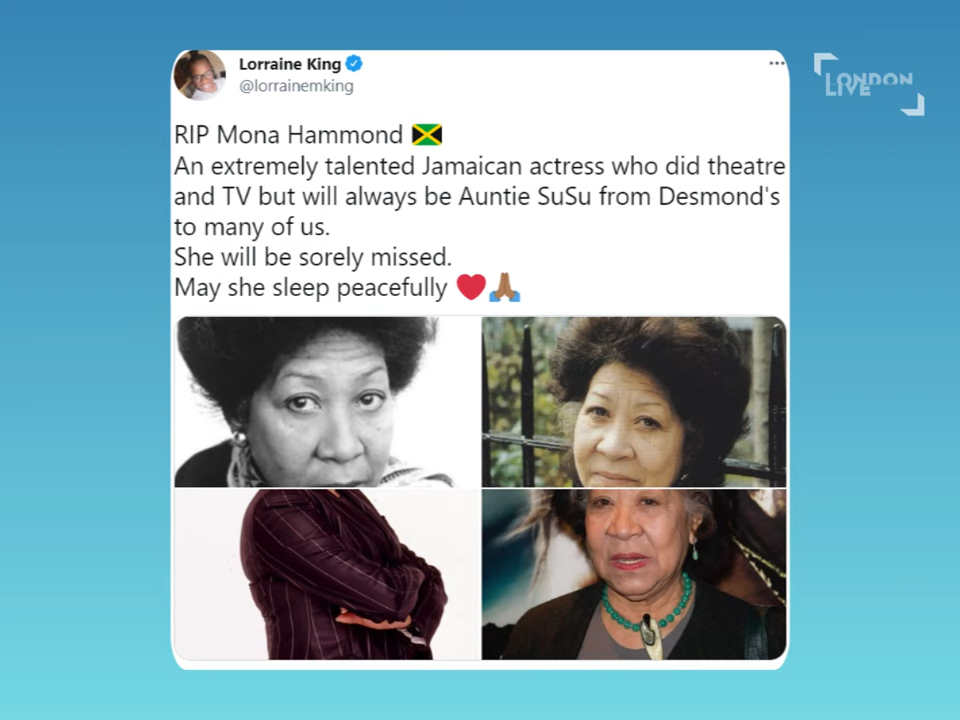 Lorraine King
@lorrainemking
LONDON
LIVE
RIP Mona Hammond 🇯🇲
An extremely talented Jamaican actress who did theatre
and TV but will always be Auntie SuSu from Desmond's
to many of us.
She will be sorely missed.
May she sleep peacefully ❤️🙏🏾